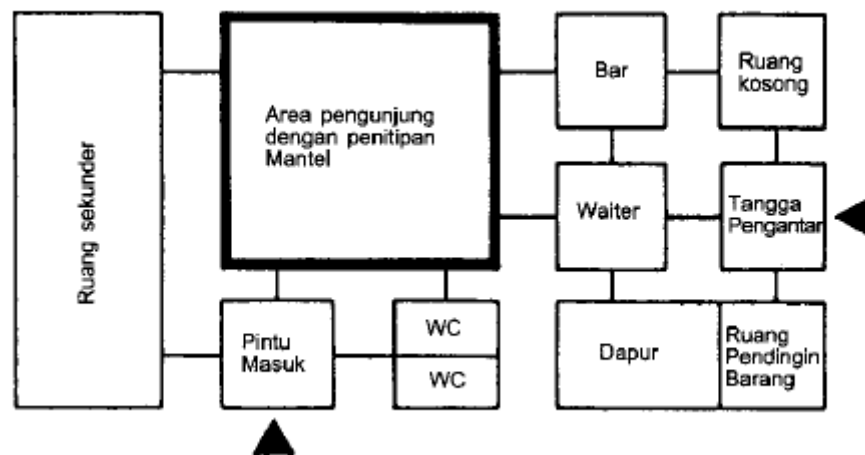 Ruang sekunder
Area pengunjung
dengan penitipan
Mantel
Bar
Ruang
kosong
Waiter
Tangga
Pengantar
Pintu
Masuk
WC
WC
Dapur
Ruang
Pendingin
Barang